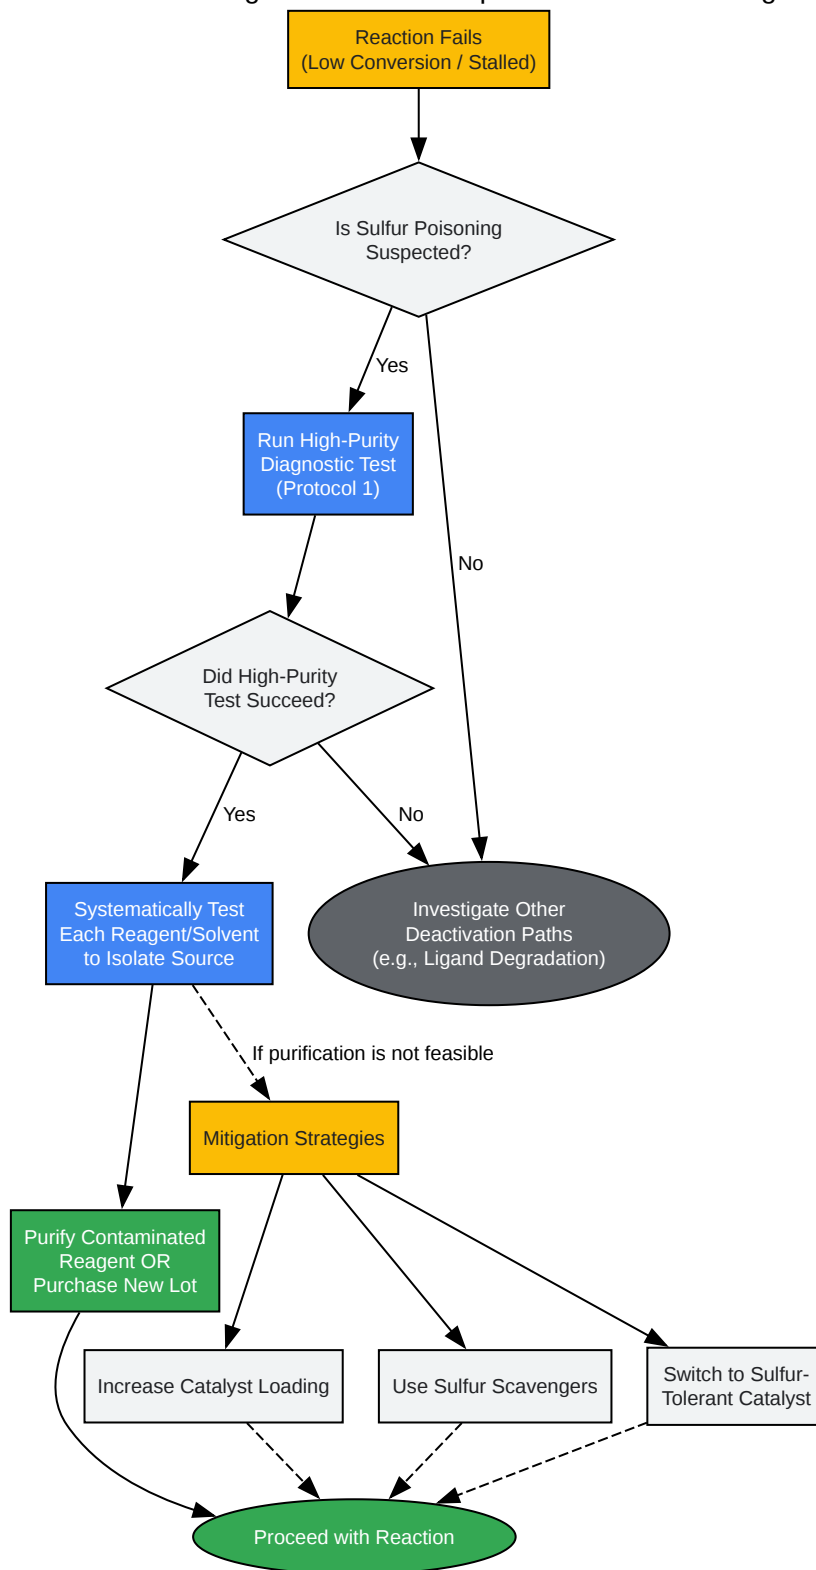 Reaction Fails
(Low Conversion / Stalled)
Is Sulfur Poisoning
Suspected?
Yes
Run High-Purity
Diagnostic Test
(Protocol 1)
No
Did High-Purity
Test Succeed?
Yes
No
Systematically Test
Each Reagent/Solvent
to Isolate Source
Investigate Other
Deactivation Paths
(e.g., Ligand Degradation)
If purification is not feasible
Mitigation Strategies
Purify Contaminated
Reagent OR
Purchase New Lot
Increase Catalyst Loading
Use Sulfur Scavengers
Switch to Sulfur-
Tolerant Catalyst
Proceed with Reaction